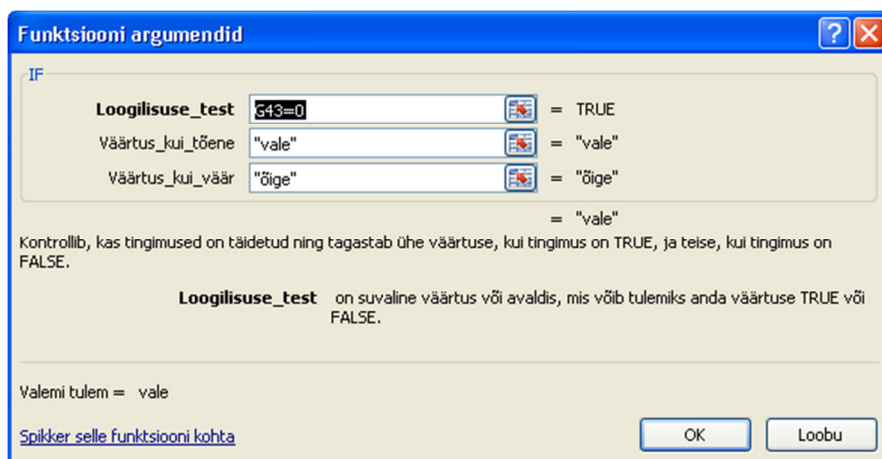 Funktsiooni argumendid
IF
Loogilisuse_test G43=0 = TRUE
Väärtus_kui_tõene "vale" = "vale"
Väärtus_kui_väär "õige" = "õige"
= "vale"
Kontrollib, kas tingimused on täidetud ning tagastab ühe väärtuse, kui tingimus on TRUE, ja teise, kui tingimus on
FALSE.
Loogilisuse_test on suvaline väärtus või avaldis, mis võib tulemiks anda väärtuse TRUE või
FALSE.
Valemi tulem = vale
Spikker selle funktsiooni kohta OK Loobu